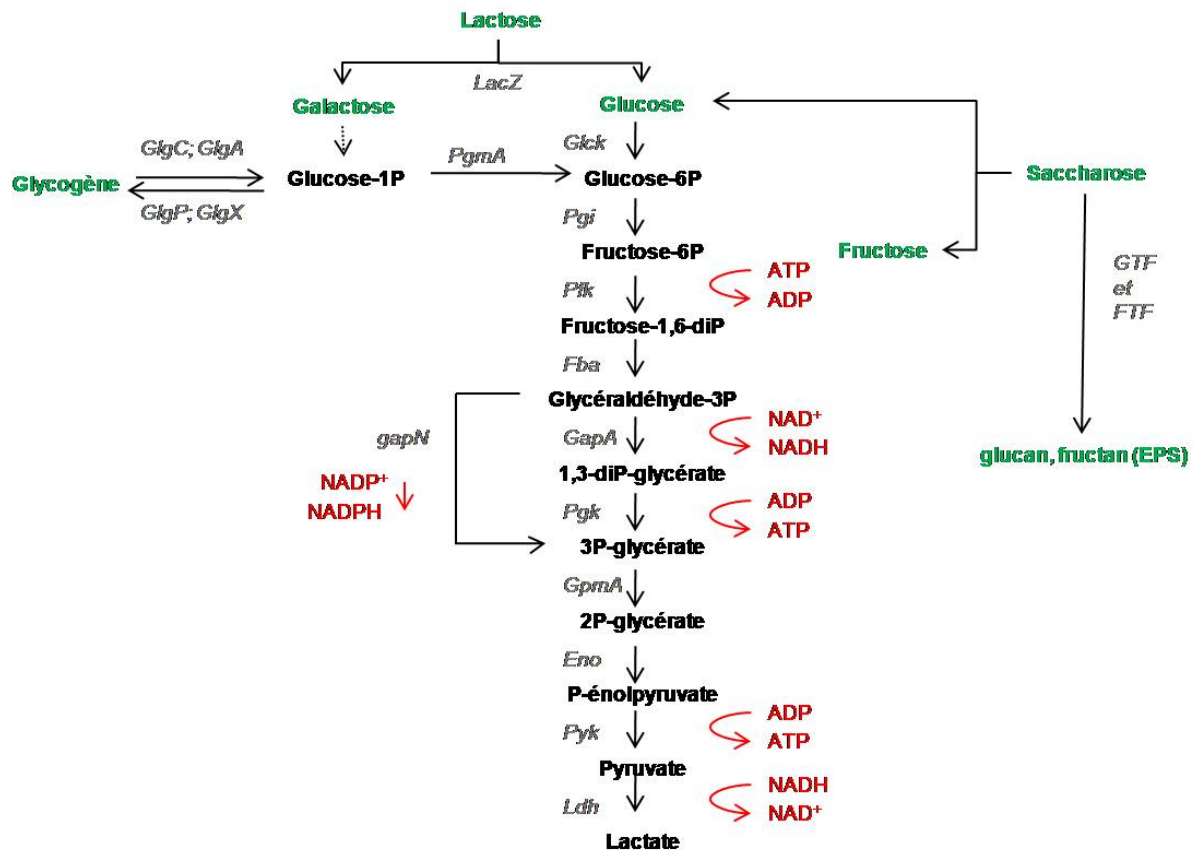 Lactose
LacZ
Galactose
Glucose
GlgC; GlgA
PgmA
Glck
Glycogène
Glucose-1P
Glucose-6P
Saccharose
GlgP; GlgX
Pgi
Fructose-6P
Fructose
ATP
ADP
Pfk
GTF
et
FTF
Fructose-1,6-diP
Fba
Glycéraldéhyde-3P
gapN
GapA
NAD+
NADH
glucan, fructan (EPS)
1,3-diP-glycérate
NADP+
NADPH
Pgk
ADP
ATP
3P-glycérate
GpmA
2P-glycérate
Eno
P-énolpyruvate
Pyk
ADP
ATP
Pyruvate
Ldh
NADH
NAD+
Lactate